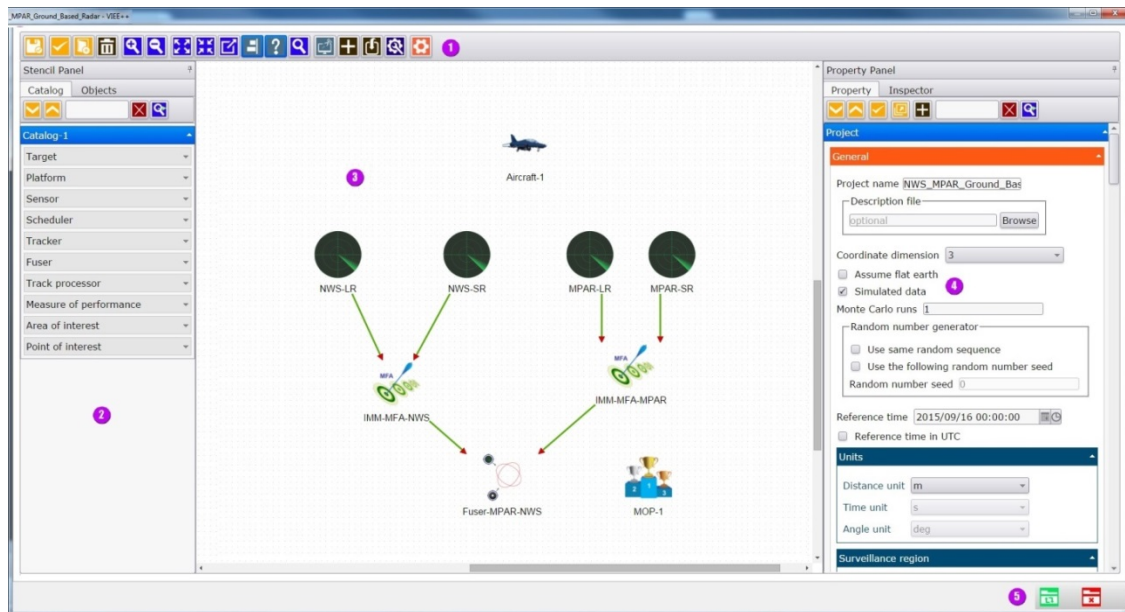 _MPAR_Ground_Based_Radar - VIEE++
1
Stencil Panel
Catalog Objects
Catalog-1
Target
Platform
Sensor
Scheduler
Tracker
Fuser
Track processor
Measure of performance
Area of interest
Point of interest
2
3
Aircraft-1
NWS-LR
NWS-SR
MPAR-LR
MPAR-SR
MFA
IMM-MFA-NWS
MFA
IMM-MFA-MPAR
Fuser-MPAR-NWS
2 1 3
MOP-1
Property Panel
Property Inspector
Project
General
Project name NWS_MPAR_Ground_Bas
Description file
optional Browse
Coordinate dimension 3
Assume flat earth
Simulated data
4
Monte Carlo runs 1
Random number generator
Use same random sequence
Use the following random number seed
Random number seed 0
Reference time 2015/09/16 00:00:00
Reference time in UTC
Units
Distance unit m
Time unit s
Angle unit deg
Surveillance region
5